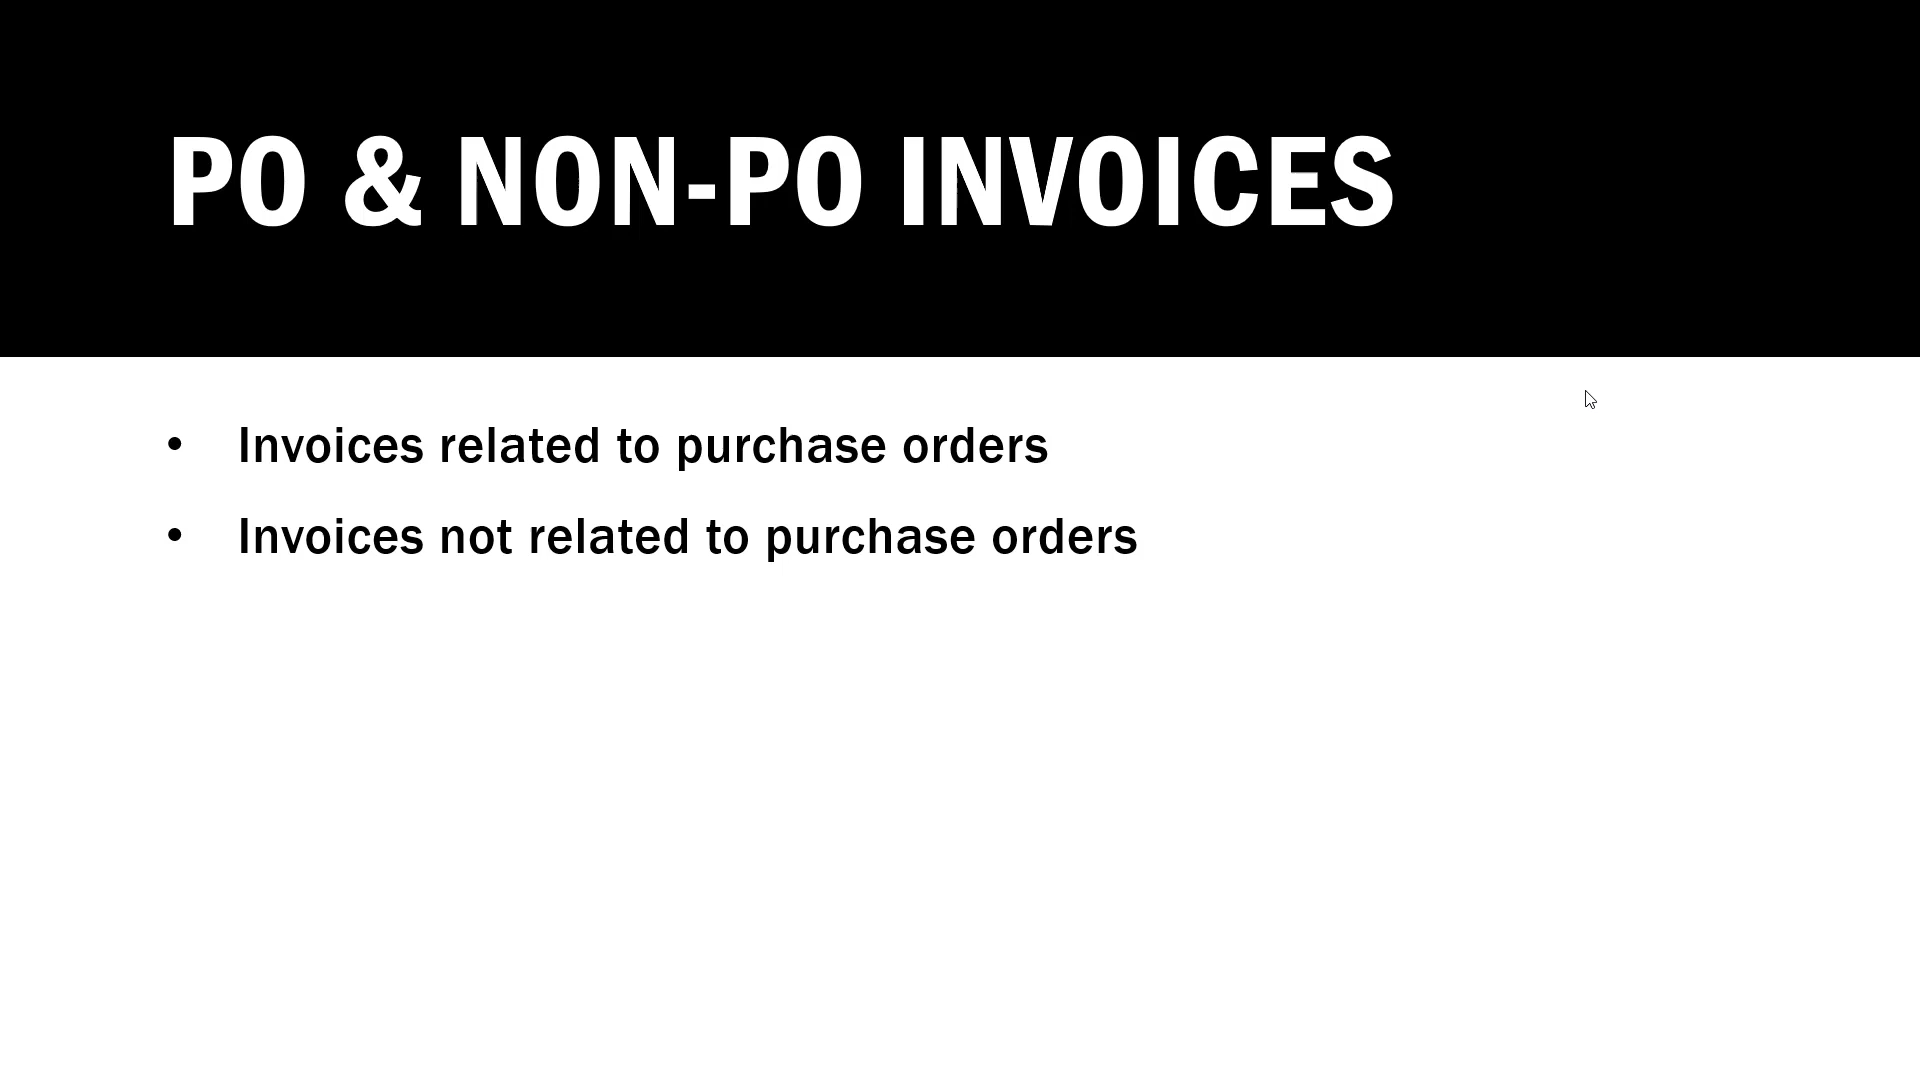 PO & NON-PO INVOICES
• Invoices related to purchase orders
• Invoices not related to purchase orders